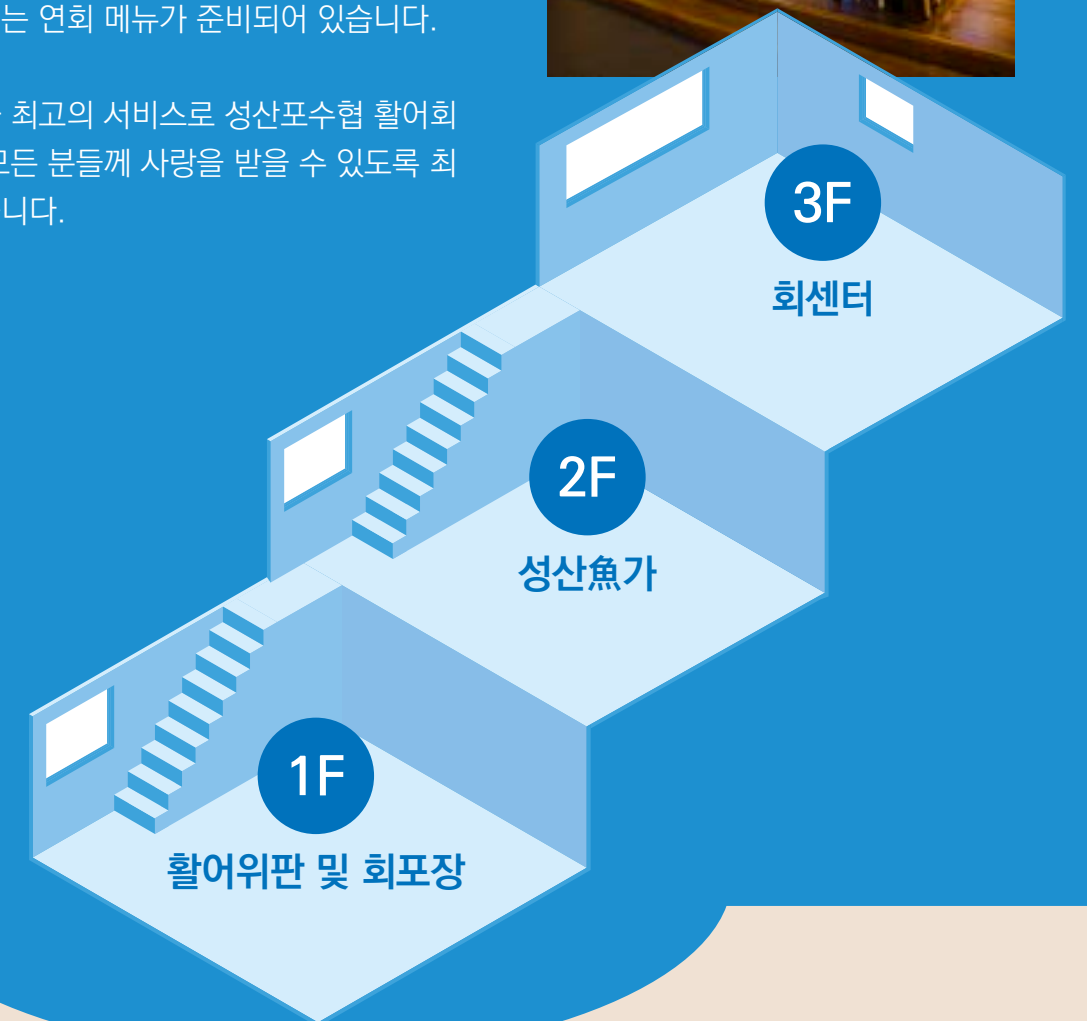 는 연회 메뉴가 준비되어 있습니다.
최고의 서비스로 성산포수협 활어회
모든 분들께 사랑을 받을 수 있도록 최
니다.
3F
회센터
2F
성산魚가
1F
활어위판 및 회포장